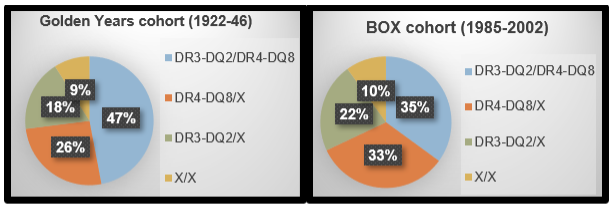 Golden Years cohort (1922-46)
DR3-DQ2/DR4-DQ8
DR4-DQ8/X
DR3-DQ2/X
X/X
9%
18%
47%
26%
BOX cohort (1985-2002)
DR3-DQ2/DR4-DQ8
DR4-DQ8/X
DR3-DQ2/X
X/X
10%
22%
35%
33%